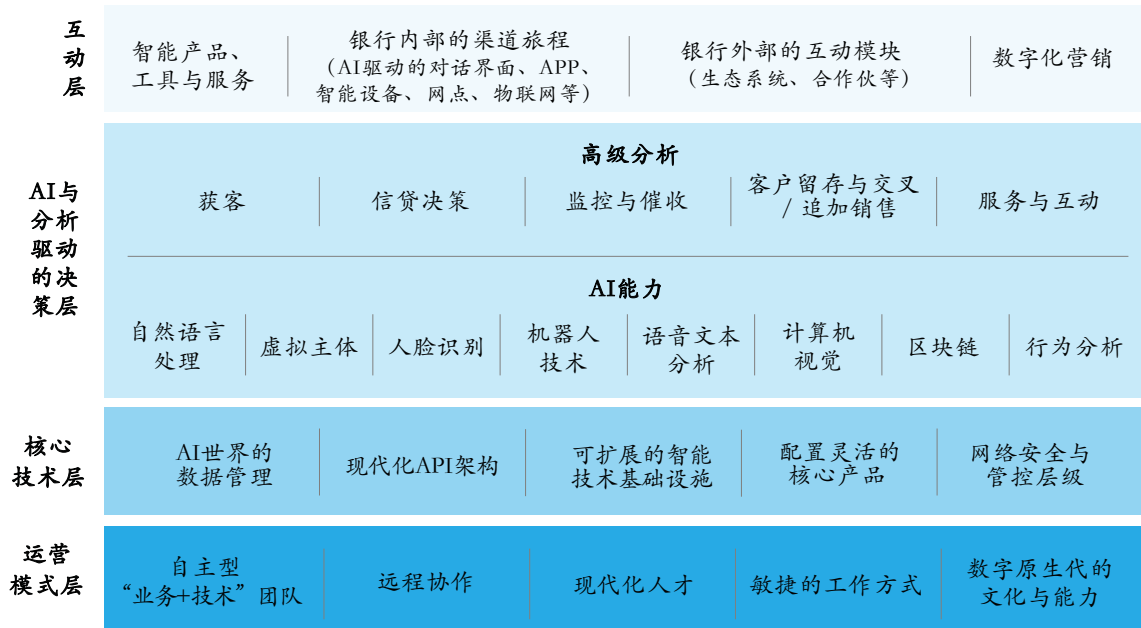 互
动
层
智能产品、
工具与服务
银行内部的渠道旅程
（AI驱动的对话界面、APP、
智能设备、网点、物联网等）
银行外部的互动模块
（生态系统、合作伙等）
数字化营销
AI与
分析
驱动
的决
策层
高级分析
获客
信贷决策
监控与催收
客户留存与交叉
/ 追加销售
服务与互动
AI能力
自然语言
处理
虚拟主体
人脸识别
机器人
技术
语音文本
分析
计算机
视觉
区块链
行为分析
核心
技术层
AI世界的
数据管理
现代化API架构
可扩展的智能
技术基础设施
配置灵活的
核心产品
网络安全与
管控层级
运营
模式层
自主型
“业务+技术”团队
远程协作
现代化人才
敏捷的工作方式
数字原生代的
文化与能力